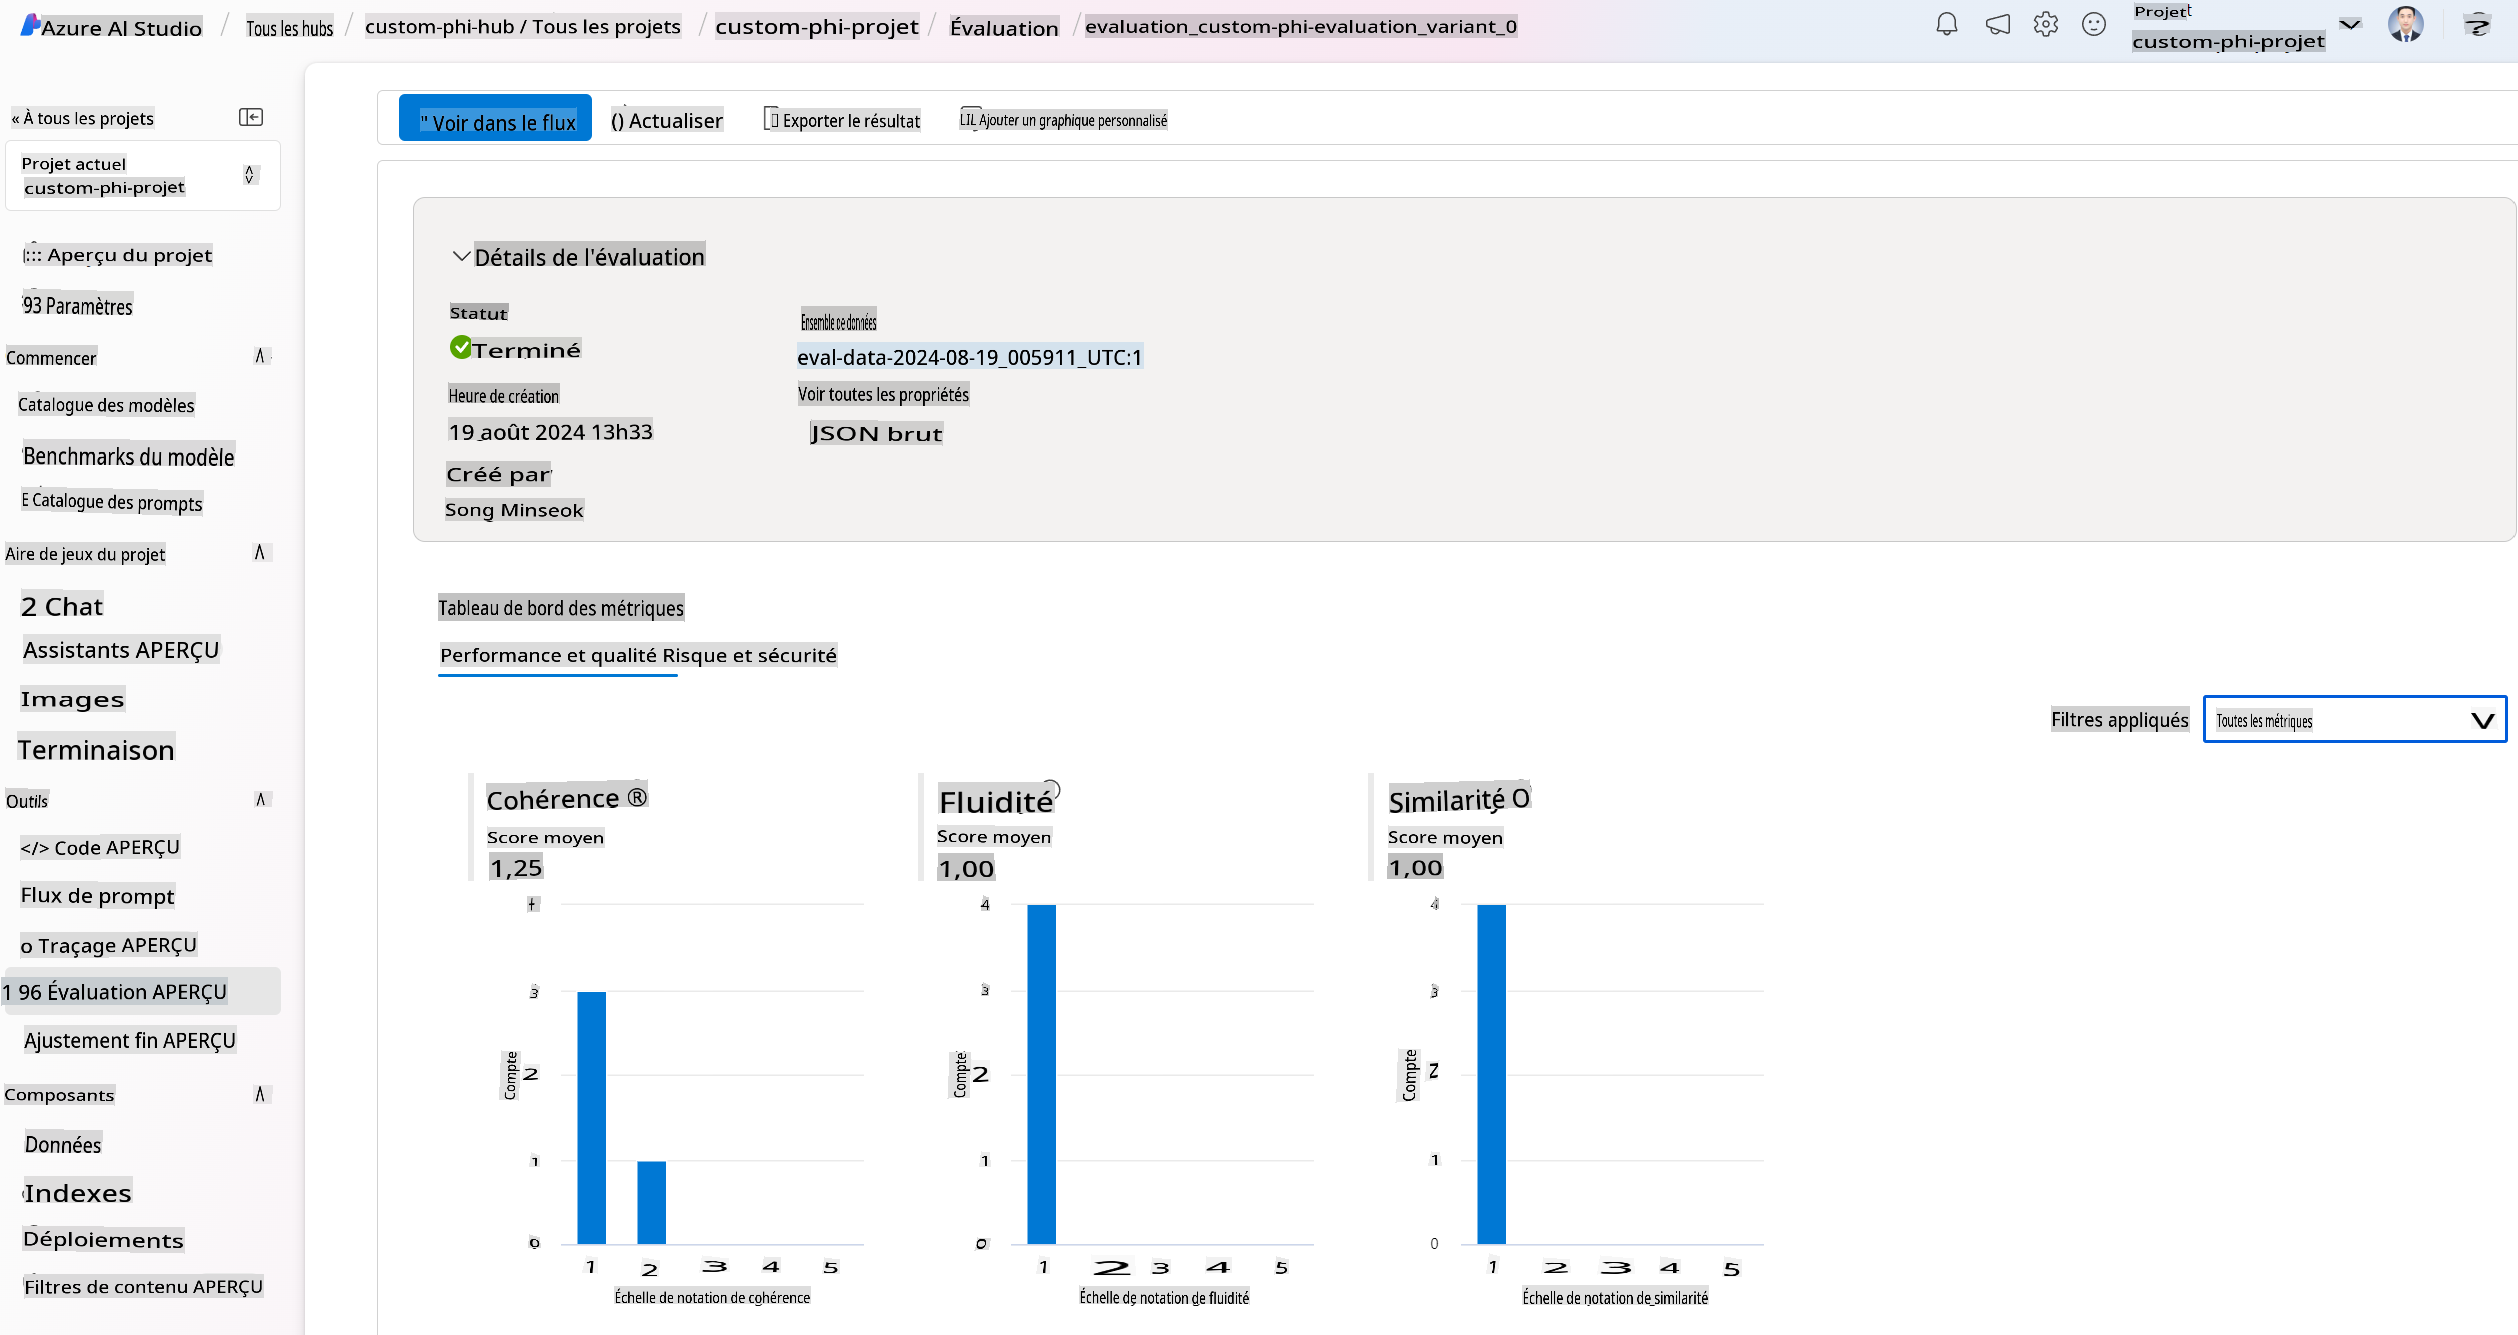 Azure AI Studio / Tous les hubs / custom-phi-hub / Tous les projets / custom-phi-projet / Évaluation / evaluation_custom-phi-evaluation_variant_0
Projet
custom-phi-projet
?
« À tous les projets
Projet actuel
custom-phi-projet
::: Aperçu du projet
93 Paramètres
Commencer
Catalogue des modèles
Benchmarks du modèle
E Catalogue des prompts
Aire de jeux du projet
2 Chat
Assistants APERÇU
Images
Terminaison
Outils
</> Code APERÇU
Flux de prompt
o Traçage APERÇU
1 96 Évaluation APERÇU
Ajustement fin APERÇU
Composants
Données
Indexes
Déploiements
Filtres de contenu APERÇU
" Voir dans le flux
() Actualiser
Exporter le résultat
LIL Ajouter un graphique personnalisé
Détails de l'évaluation
Statut
Terminé
Heure de création
19 août 2024 13h33
Créé par
Song Minseok
Ensemble de données
eval-data-2024-08-19_005911_UTC:1
Voir toutes les propriétés
JSON brut
Tableau de bord des métriques
Performance et qualité Risque et sécurité
Filtres appliqués
Toutes les métriques
Cohérence ®
Score moyen
1,25
3
2
1
0
Compte
1 2 3 4 5
Échelle de notation de cohérence
Fluidité
Score moyen
1,00
4
3
2
1
0
Compte
1 2 3 4 5
Échelle de notation de fluidité
Similarité O
Score moyen
1,00
4
3
2
1
0
Compte
1 2 3 4 5
Échelle de notation de similarité